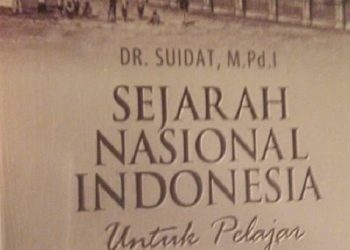 DR. SUIDAT, M.Pd.I
SEJARAH
NASIONAL
INDONESIA
Untuk Pelajar